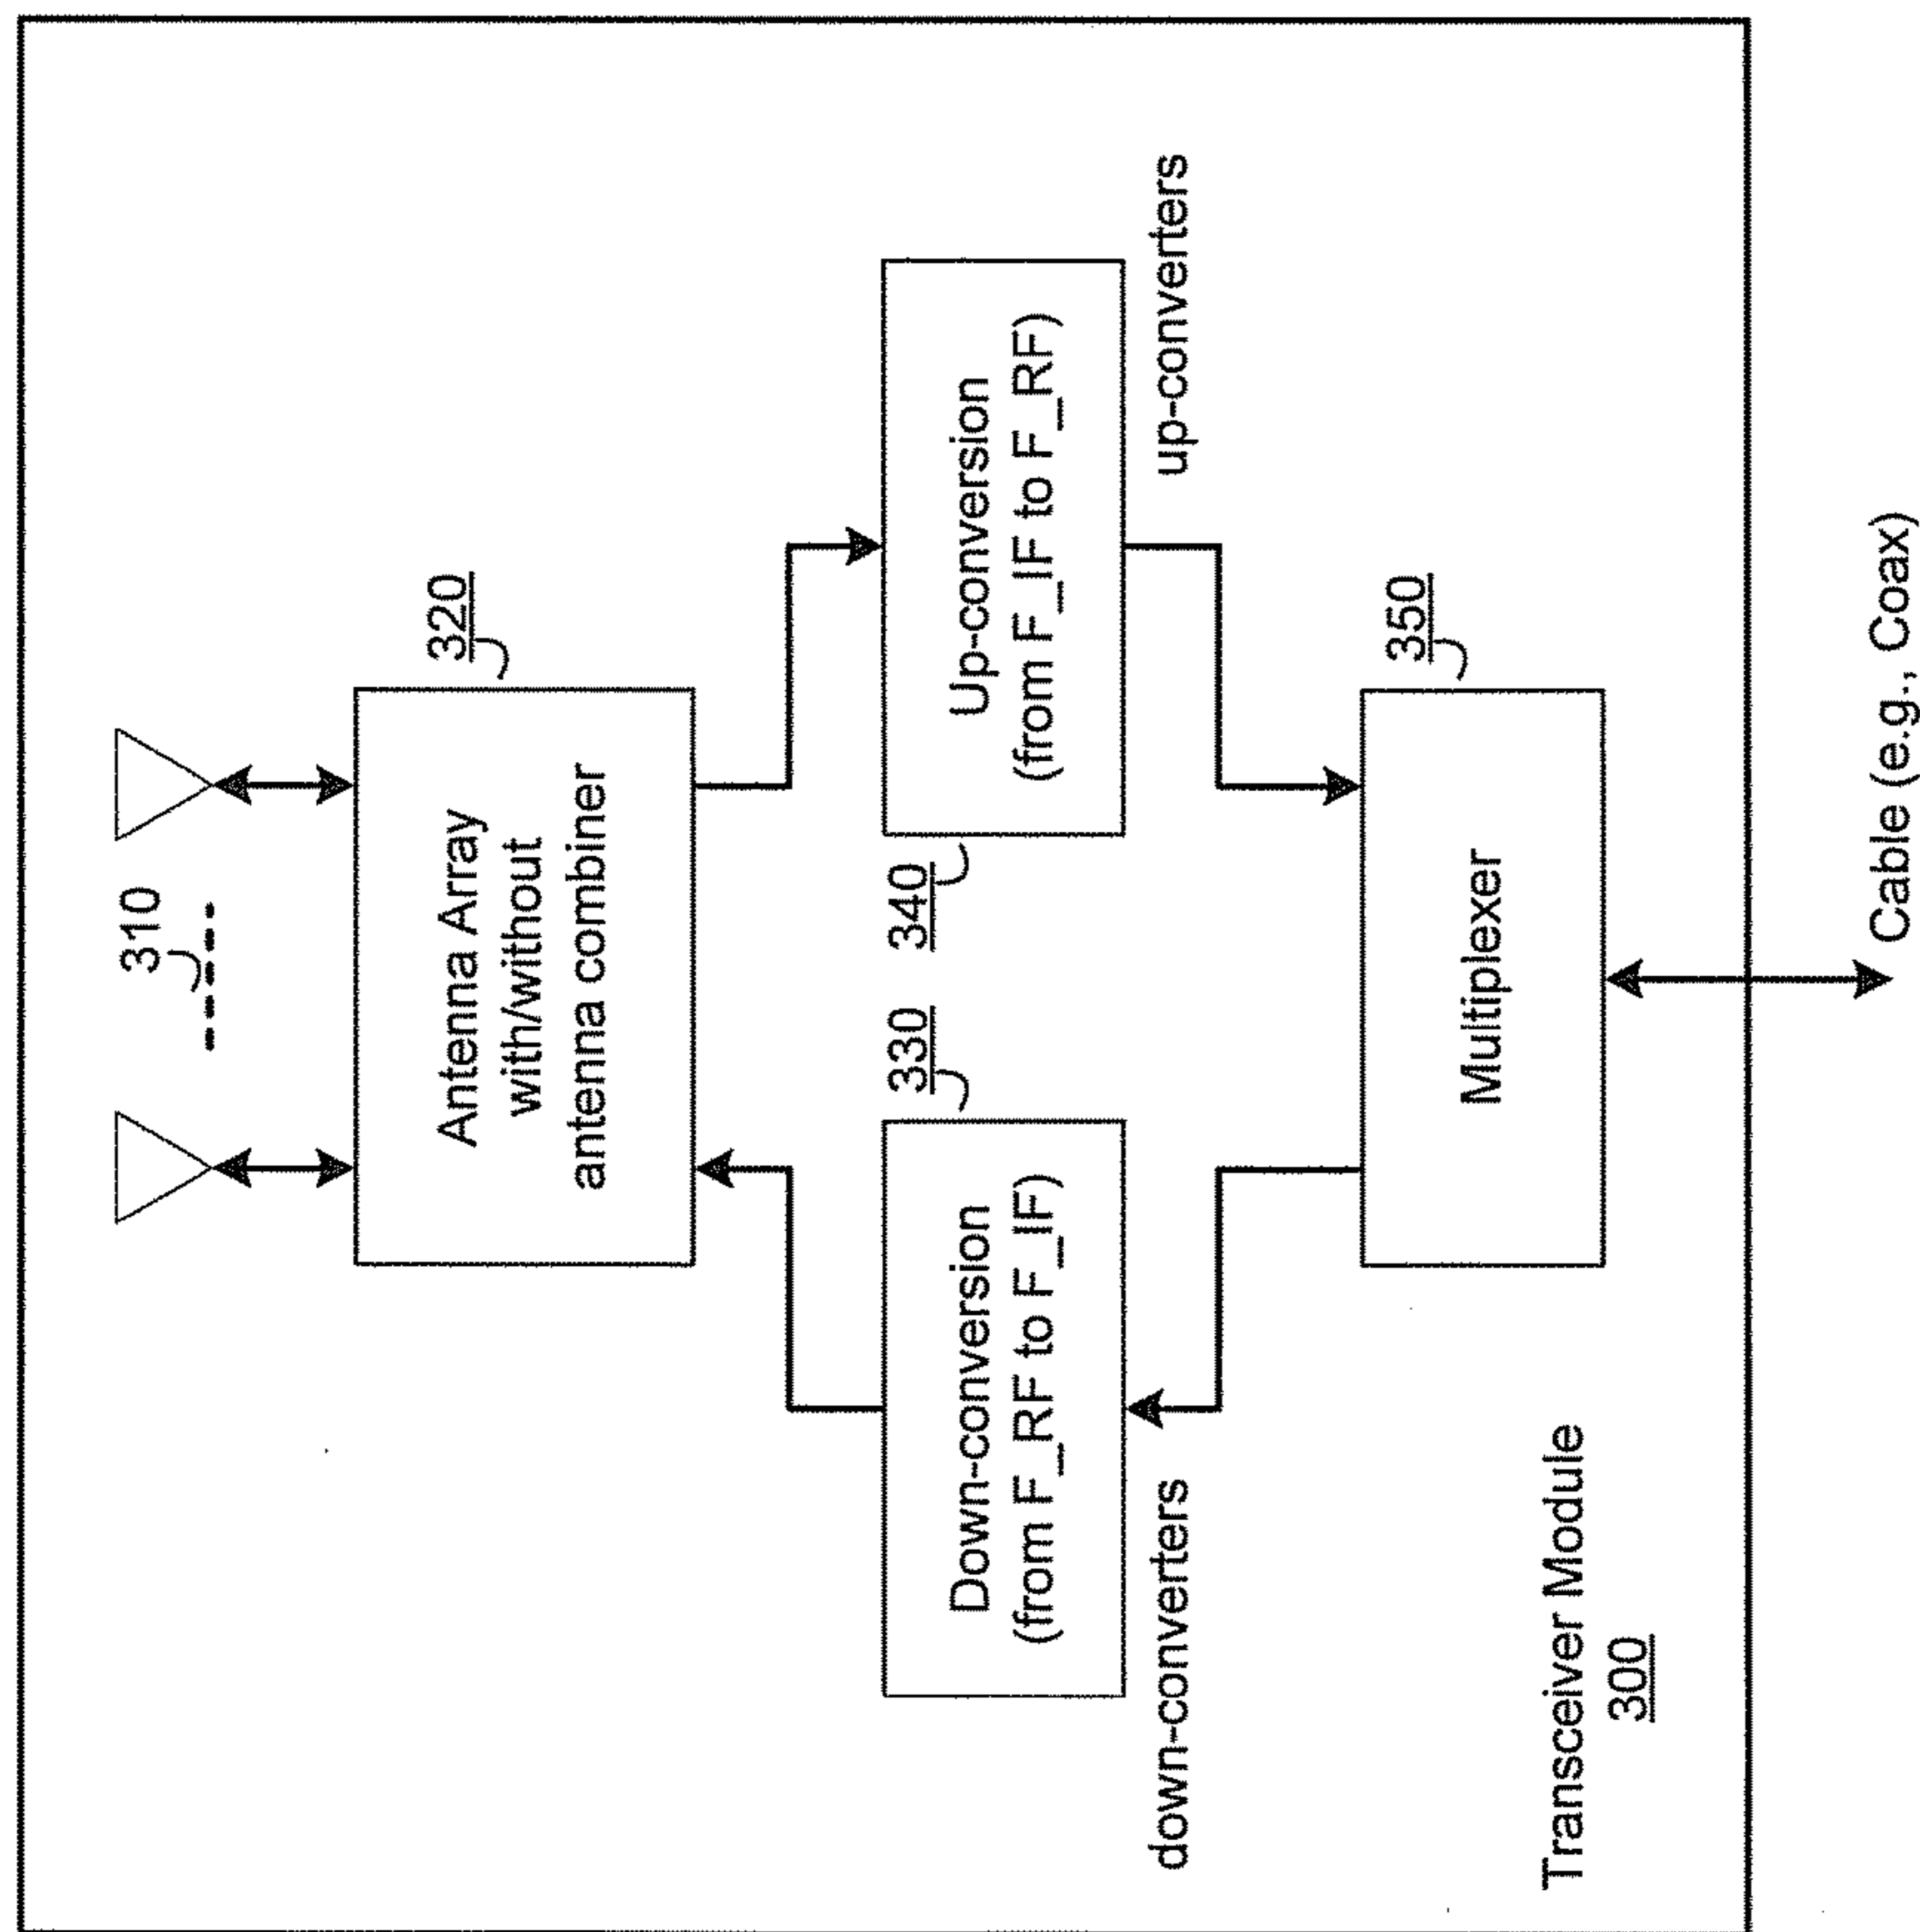 310
320
Antenna Array
with/without
antenna combiner
330
340
Down-conversion
(from F_RF to F_IF)
down-converters
Up-conversion
(from F_IF to F_RF)
up-converters
350
Multiplexer
Transceiver Module
300
Cable (e.g., Coax)